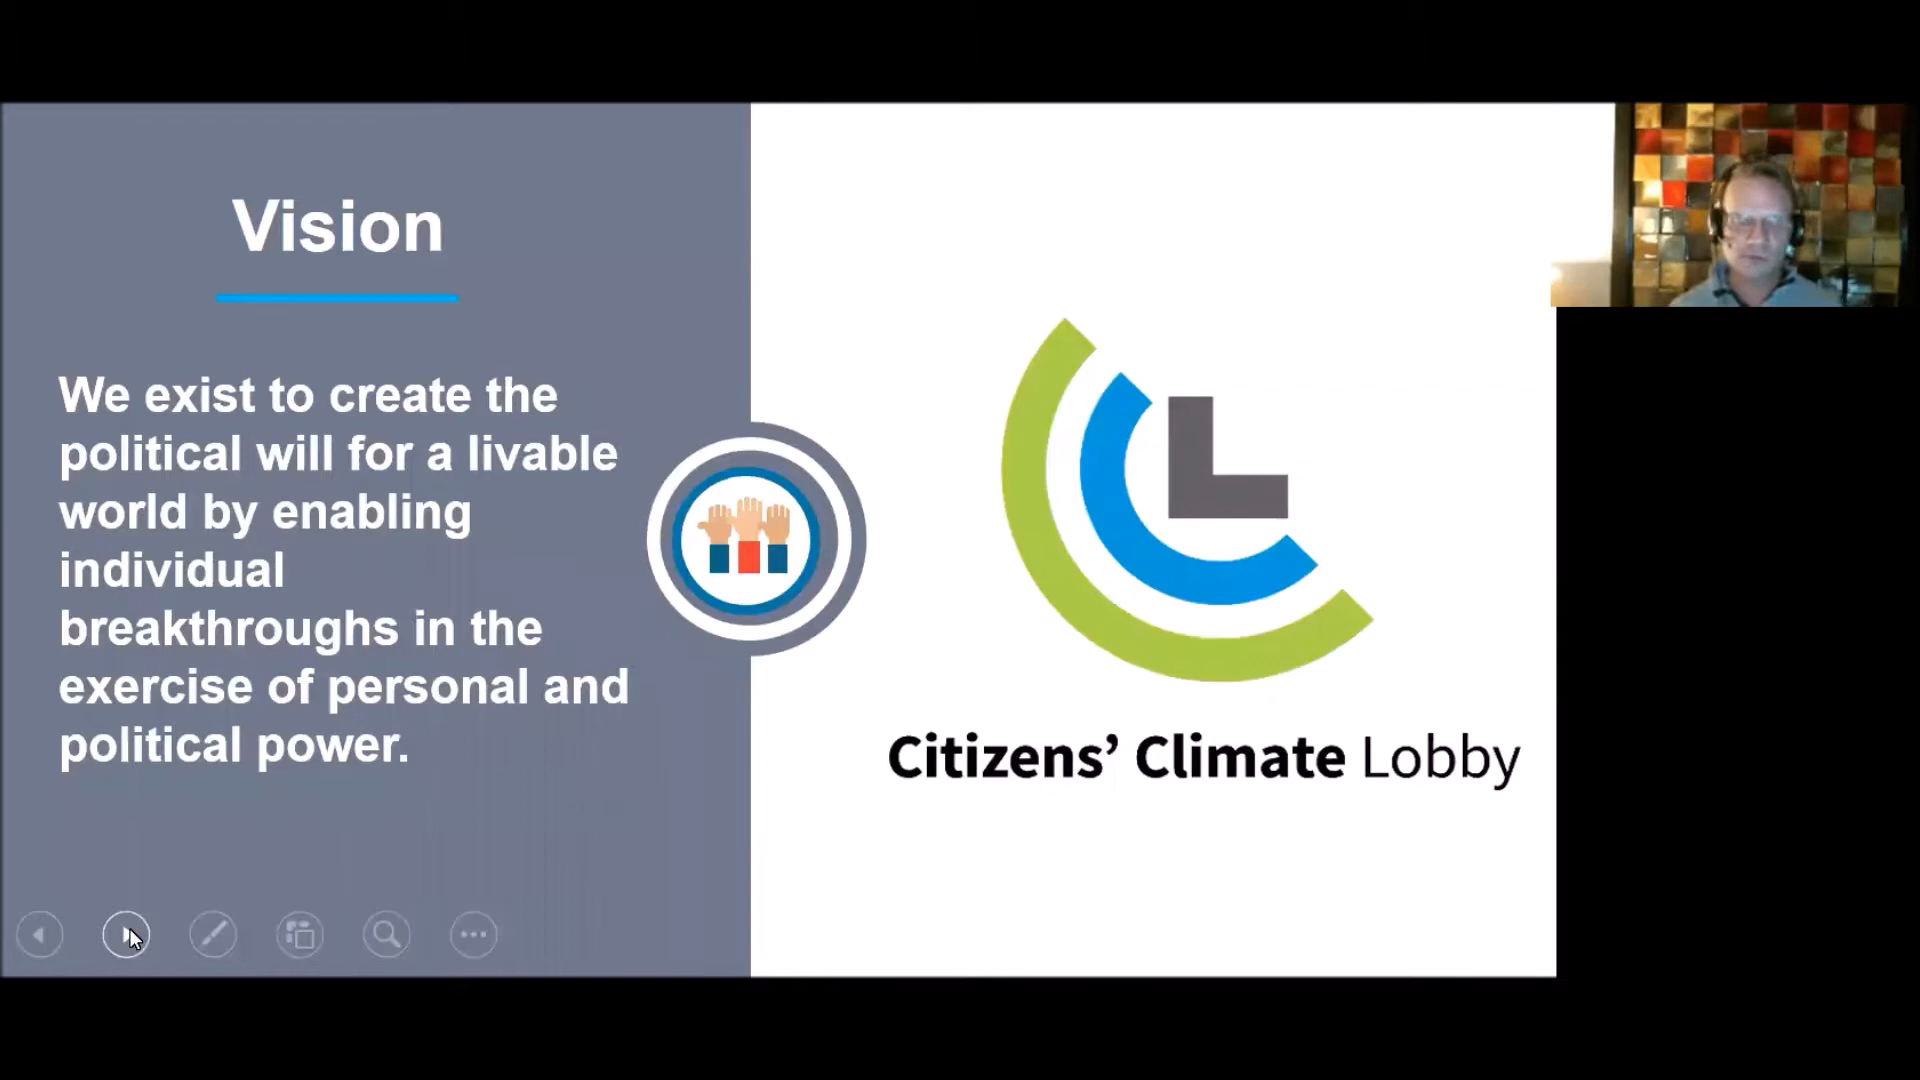 Vision
We exist to create the
political will for a livable
world by enabling
individual
breakthroughs in the
exercise of personal and
political power.
Citizens’ Climate Lobby